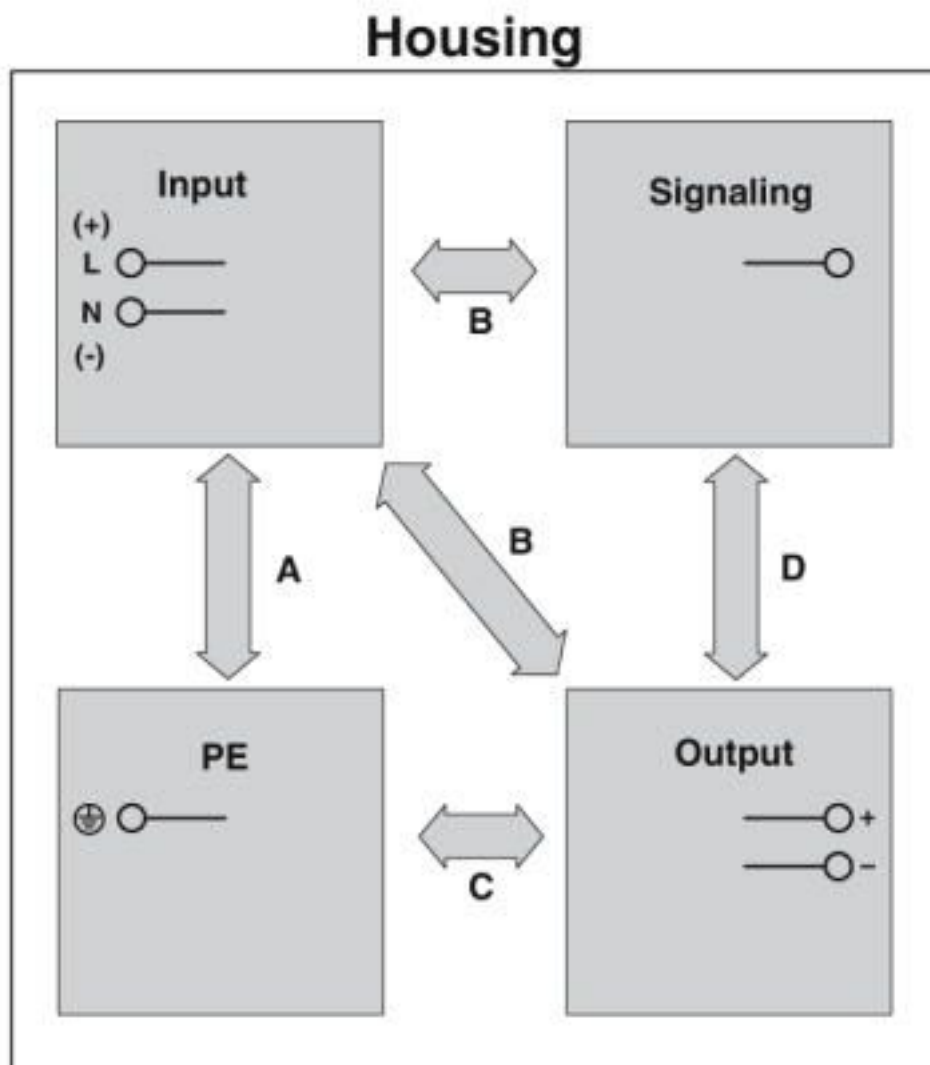 Housing
Input
(+)
L
N
(-)
Signaling
B
A
B
D
PE
Output
+
-
C